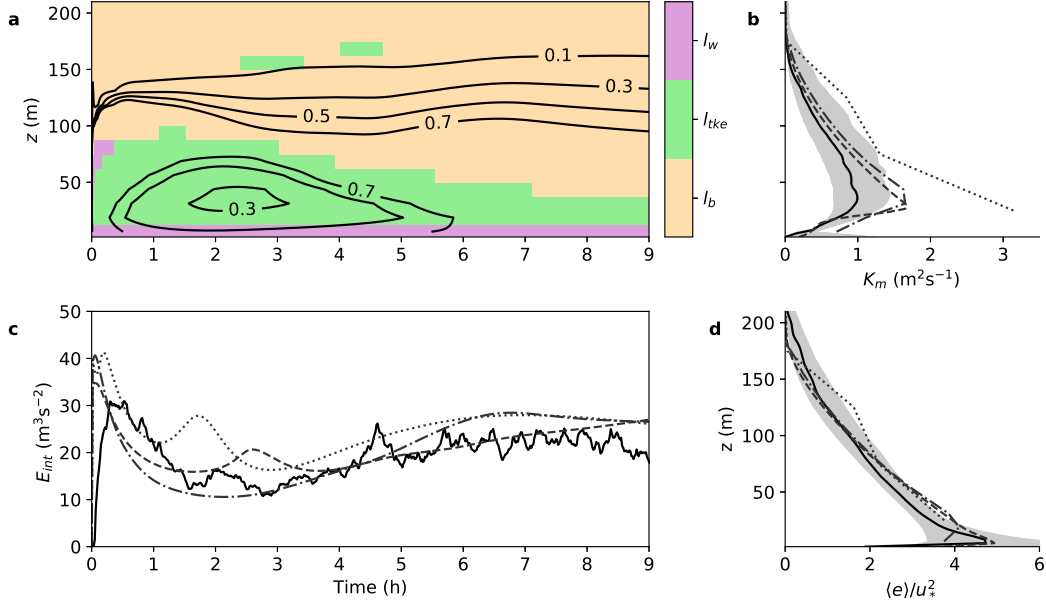 a
z (m)
200
150
100
50
0.1
0.3
0.5
0.7
0.7
0.3
0 1 2 3 4 5 6 7 8 9
l_w
l_tke
l_b
b
0 1 2 3
K_m (m²s⁻¹)
c
E_int (m³s⁻²)
50
40
30
20
10
0
0 1 2 3 4 5 6 7 8 9
Time (h)
d
z (m)
200
150
100
50
0 2 4 6
⟨e⟩/u_*²